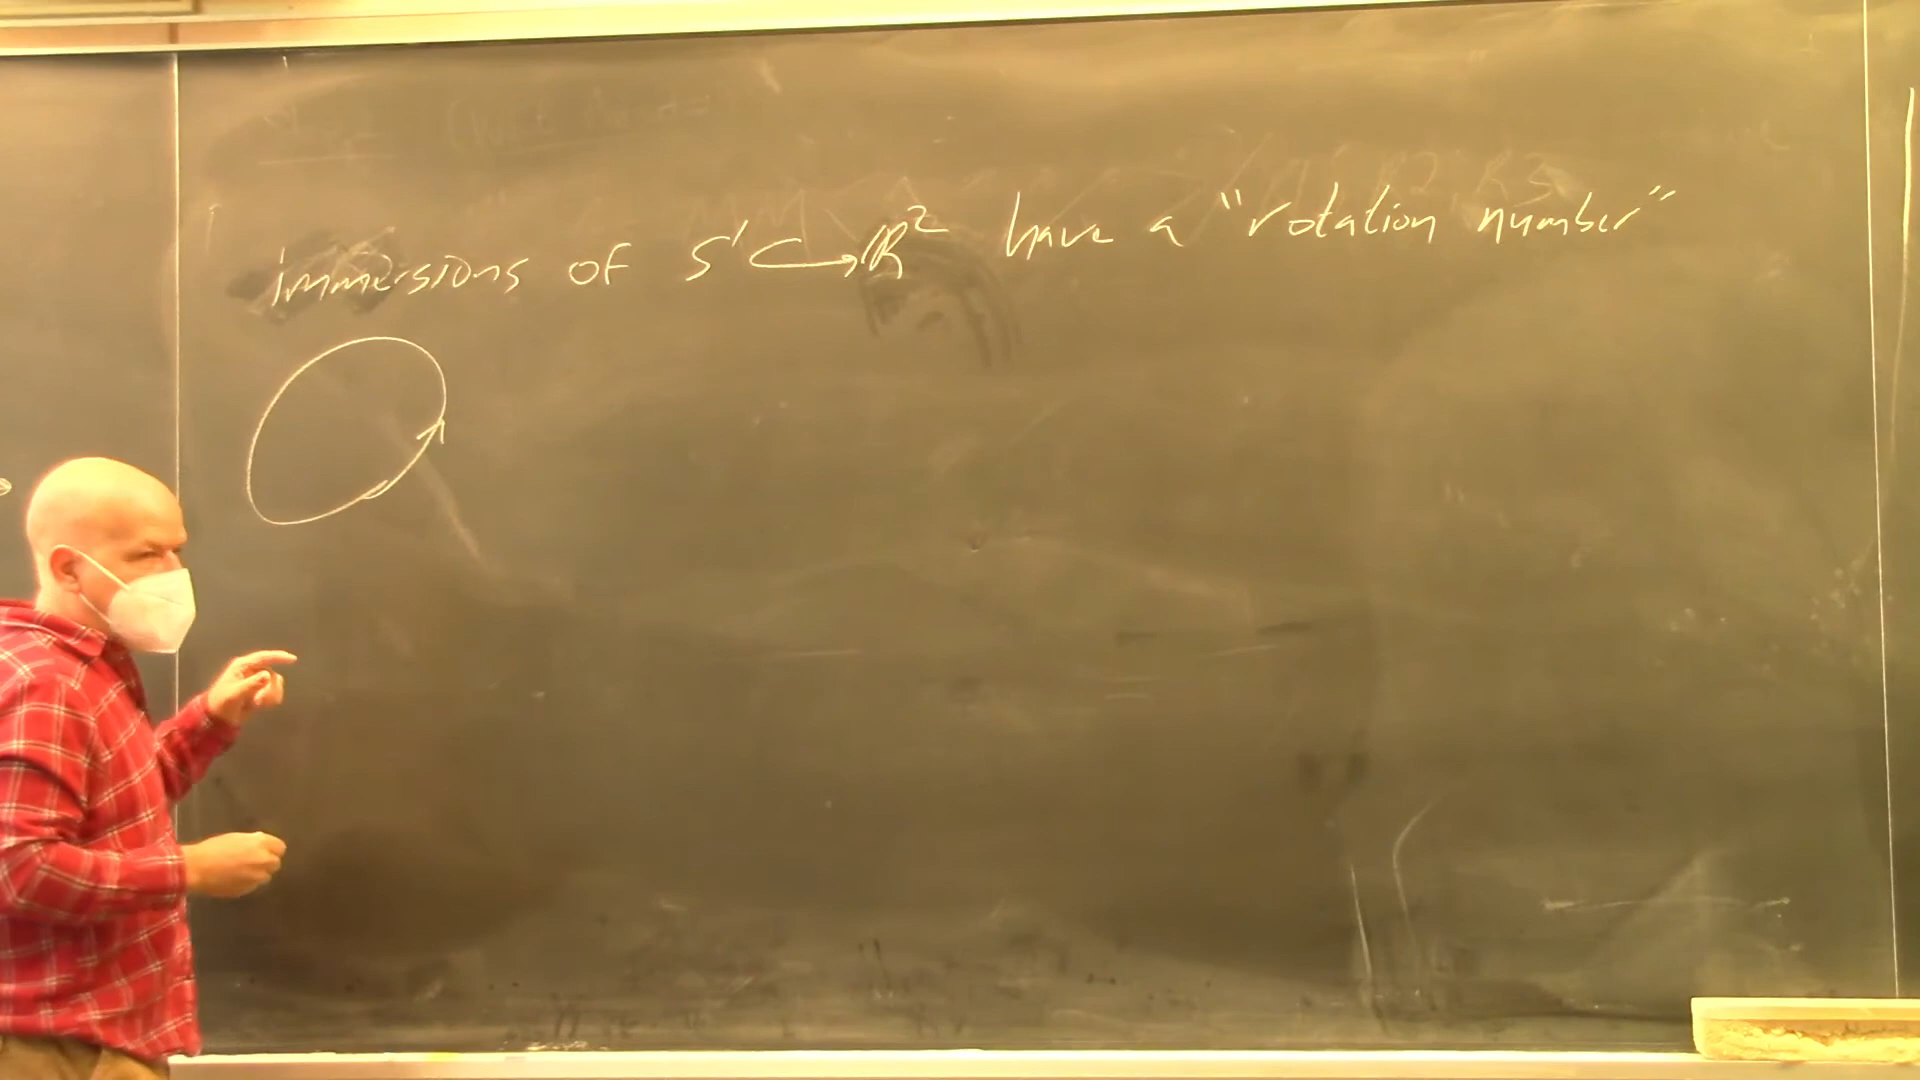 immersions of S¹ ↪ R² have a "rotation number"